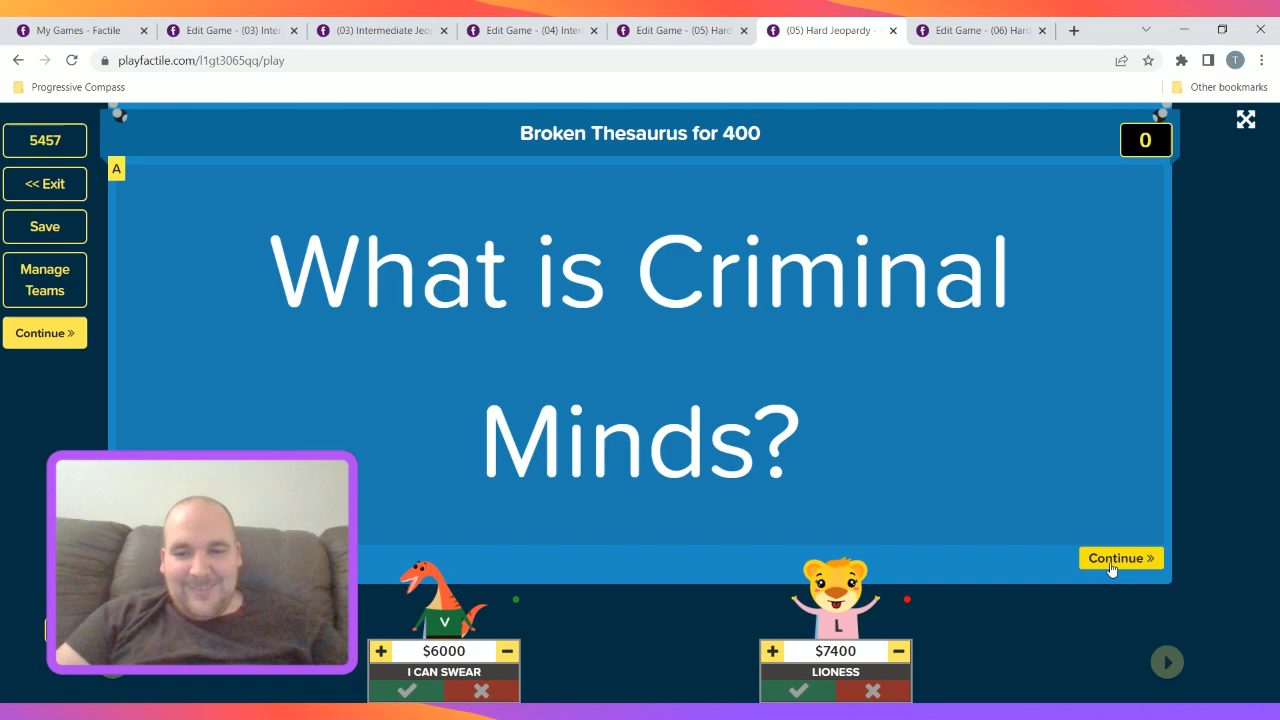 My Games - Factile
Edit Game - (03) Inter
(03) Intermediate Jeo
Edit Game - (04) Inte
Edit Game - (05) Hard
(05) Hard Jeopardy -
Edit Game - (06) Hard
playfactile.com/l1gt3065qq/play
T
Progressive Compass
Other bookmarks
5457
Broken Thesaurus for 400
0
A
<< Exit
Save
Manage
Teams
Continue »
What is Criminal
Minds?
Continue »
V
L
+ $6000 −
+ $7400 −
I CAN SWEAR
LIONESS